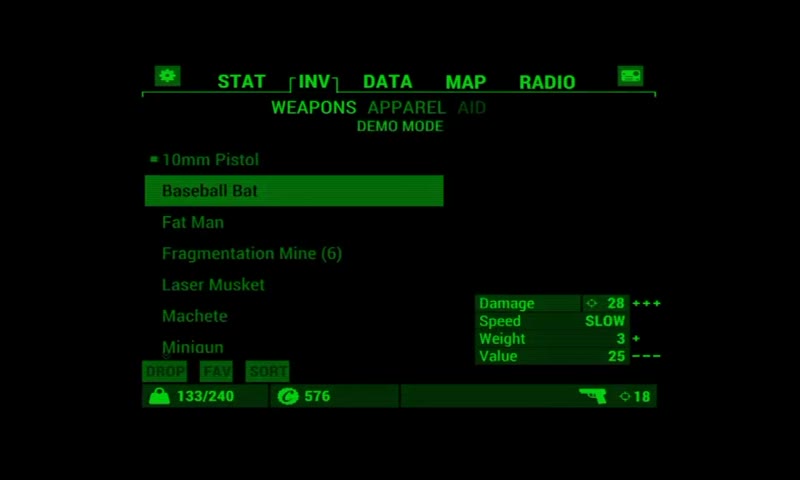 STAT INV DATA MAP RADIO
WEAPONS APPAREL AID
DEMO MODE
10mm Pistol
Baseball Bat
Fat Man
Fragmentation Mine (6)
Laser Musket
Machete
Minigun
Damage 28 +++
Speed SLOW
Weight 3 +
Value 25 ---
DROP FAV SORT
133/240 576 18